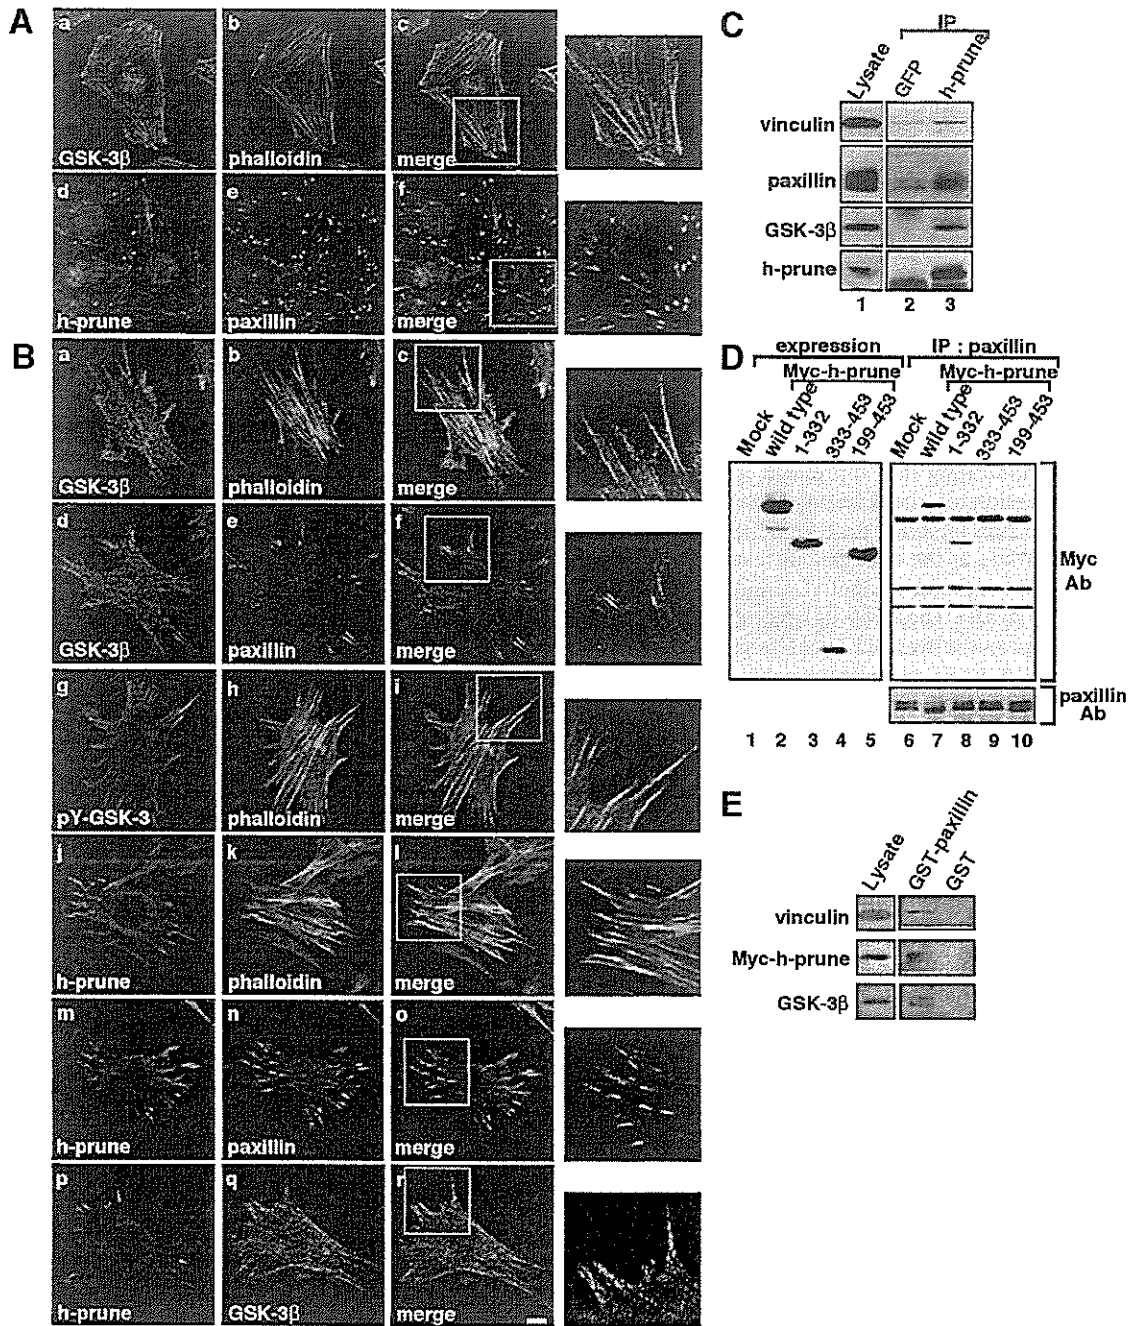 A
a
b
c
GSK-3β
phalloidin
merge
d
e
f
h-prune
paxillin
merge
B
a
b
c
GSK-3β
phalloidin
merge
d
e
f
GSK-3β
paxillin
merge
g
h
i
pY-GSK-3
phalloidin
merge
j
k
l
h-prune
phalloidin
merge
m
n
o
h-prune
paxillin
merge
p
q
r
h-prune
GSK-3β
merge
C
IP
Lysate
GFP
h-prune
vinculin
paxillin
GSK-3β
h-prune
1 2 3
D
expression
IP : paxillin
Myc-h-prune
Myc-h-prune
Mock
wild type
1-332
333-453
199-453
Mock
wild type
1-332
333-453
199-453
Myc
Ab
paxillin
Ab
1 2 3 4 5 6 7 8 9 10
E
Lysate
GST-paxillin
GST
vinculin
Myc-h-prune
GSK-3β